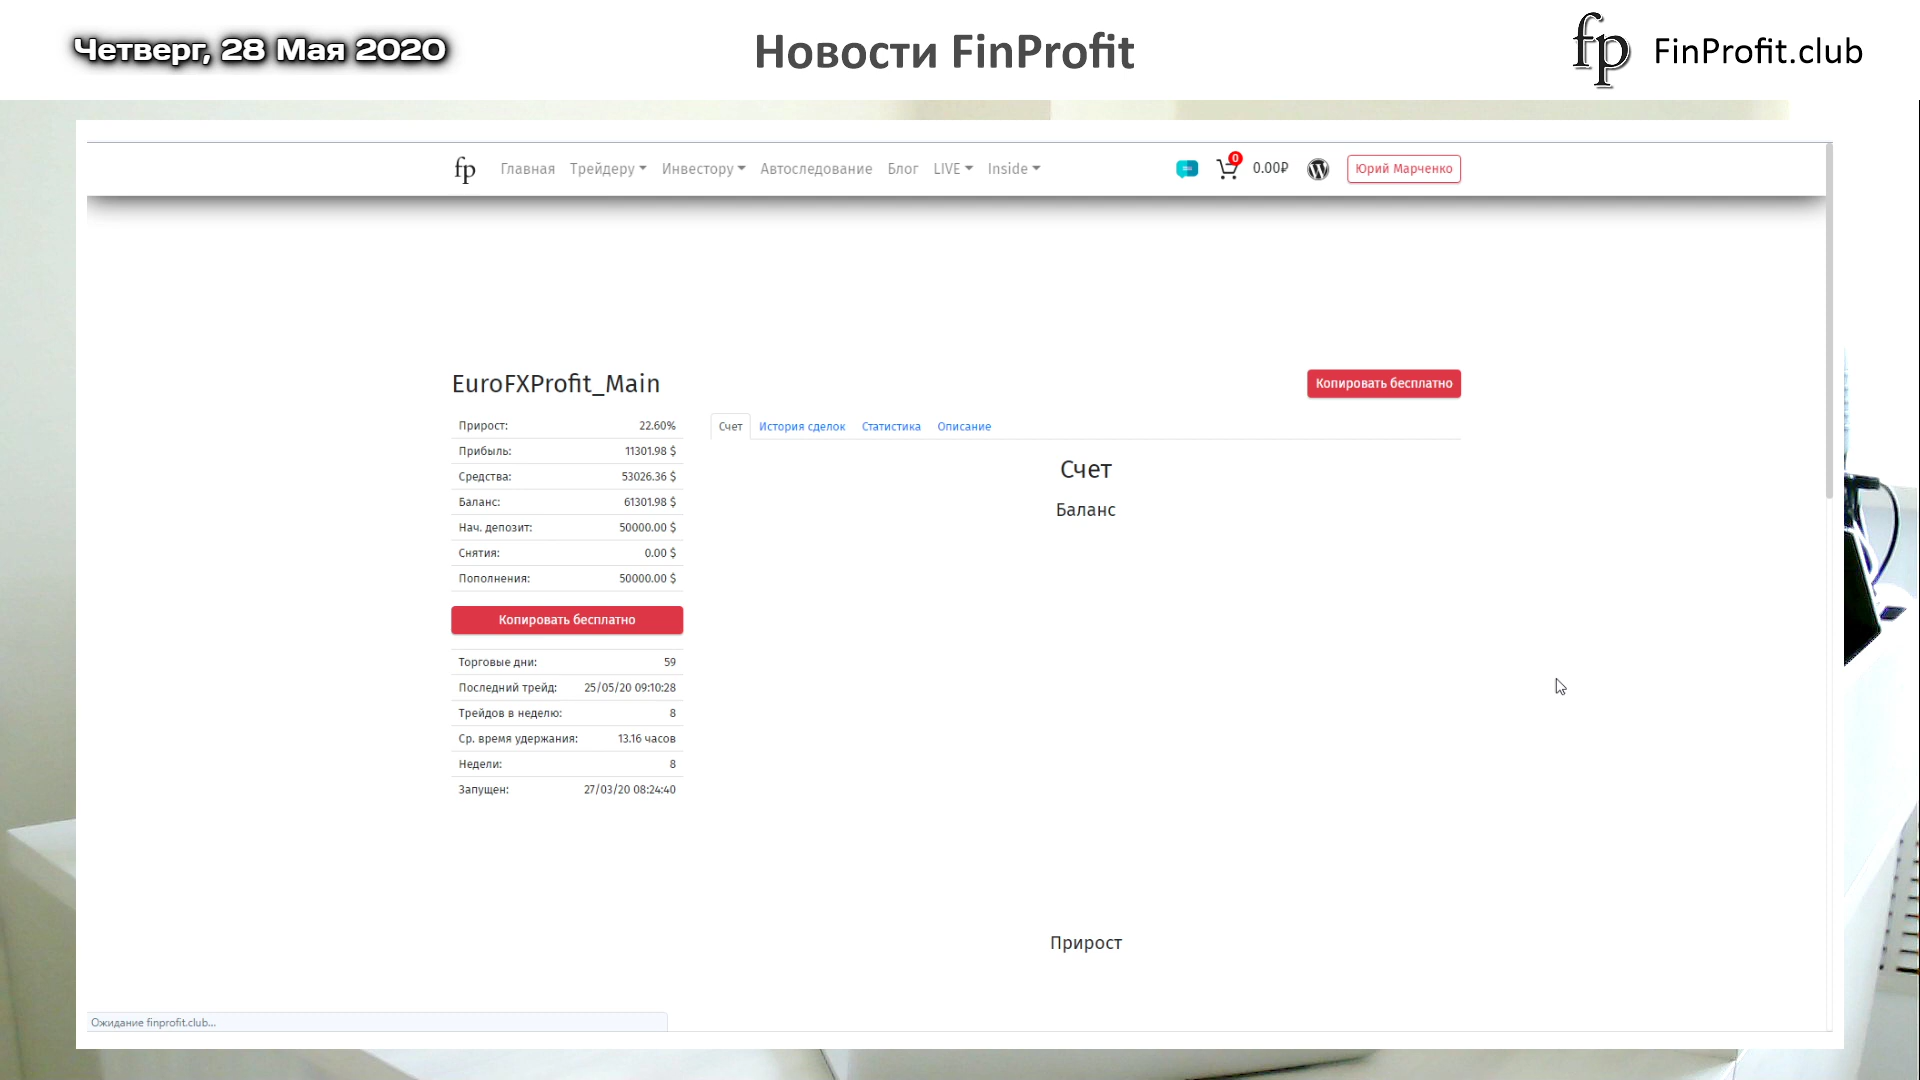 Четверг, 28 Мая 2020
Новости FinProfit
fp FinProfit.club
fp Главная Трейдеру Инвестору Автоследование Блог LIVE Inside 0 0.00₽ Юрий Марченко
EuroFXProfit_Main
Копировать бесплатно
Прирост: 22.60%
Прибыль: 11301.98 $
Средства: 53026.36 $
Баланс: 61301.98 $
Нач. депозит: 50000.00 $
Снятия: 0.00 $
Пополнения: 50000.00 $
Копировать бесплатно
Торговые дни: 59
Последний трейд: 25/05/20 09:10:28
Трейдов в неделю: 8
Ср. время удержания: 13.16 часов
Недели: 8
Запущен: 27/03/20 08:24:40
Счет История сделок Статистика Описание
Счет
Баланс
Прирост
Ожидание finprofit.club...